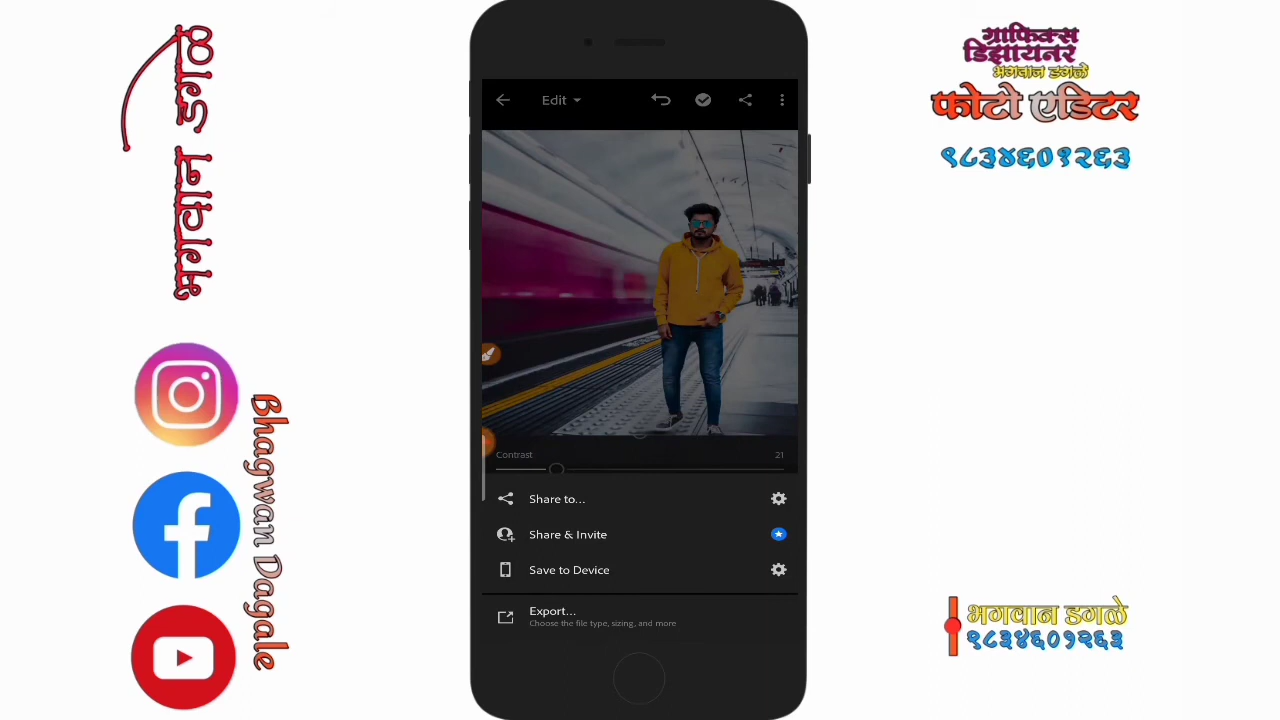 भगवान डगळे
Bhagwan Dagale
Edit
Contrast
21
Share to...
Share & Invite
Save to Device
Export...
Choose the file type, sizing, and more
ग्राफिक्स
डिझायनर
भगवान डगळे
फोटो एडिटर
९८३४६०१२६३
भगवान डगळे
९८३४६०१२६३